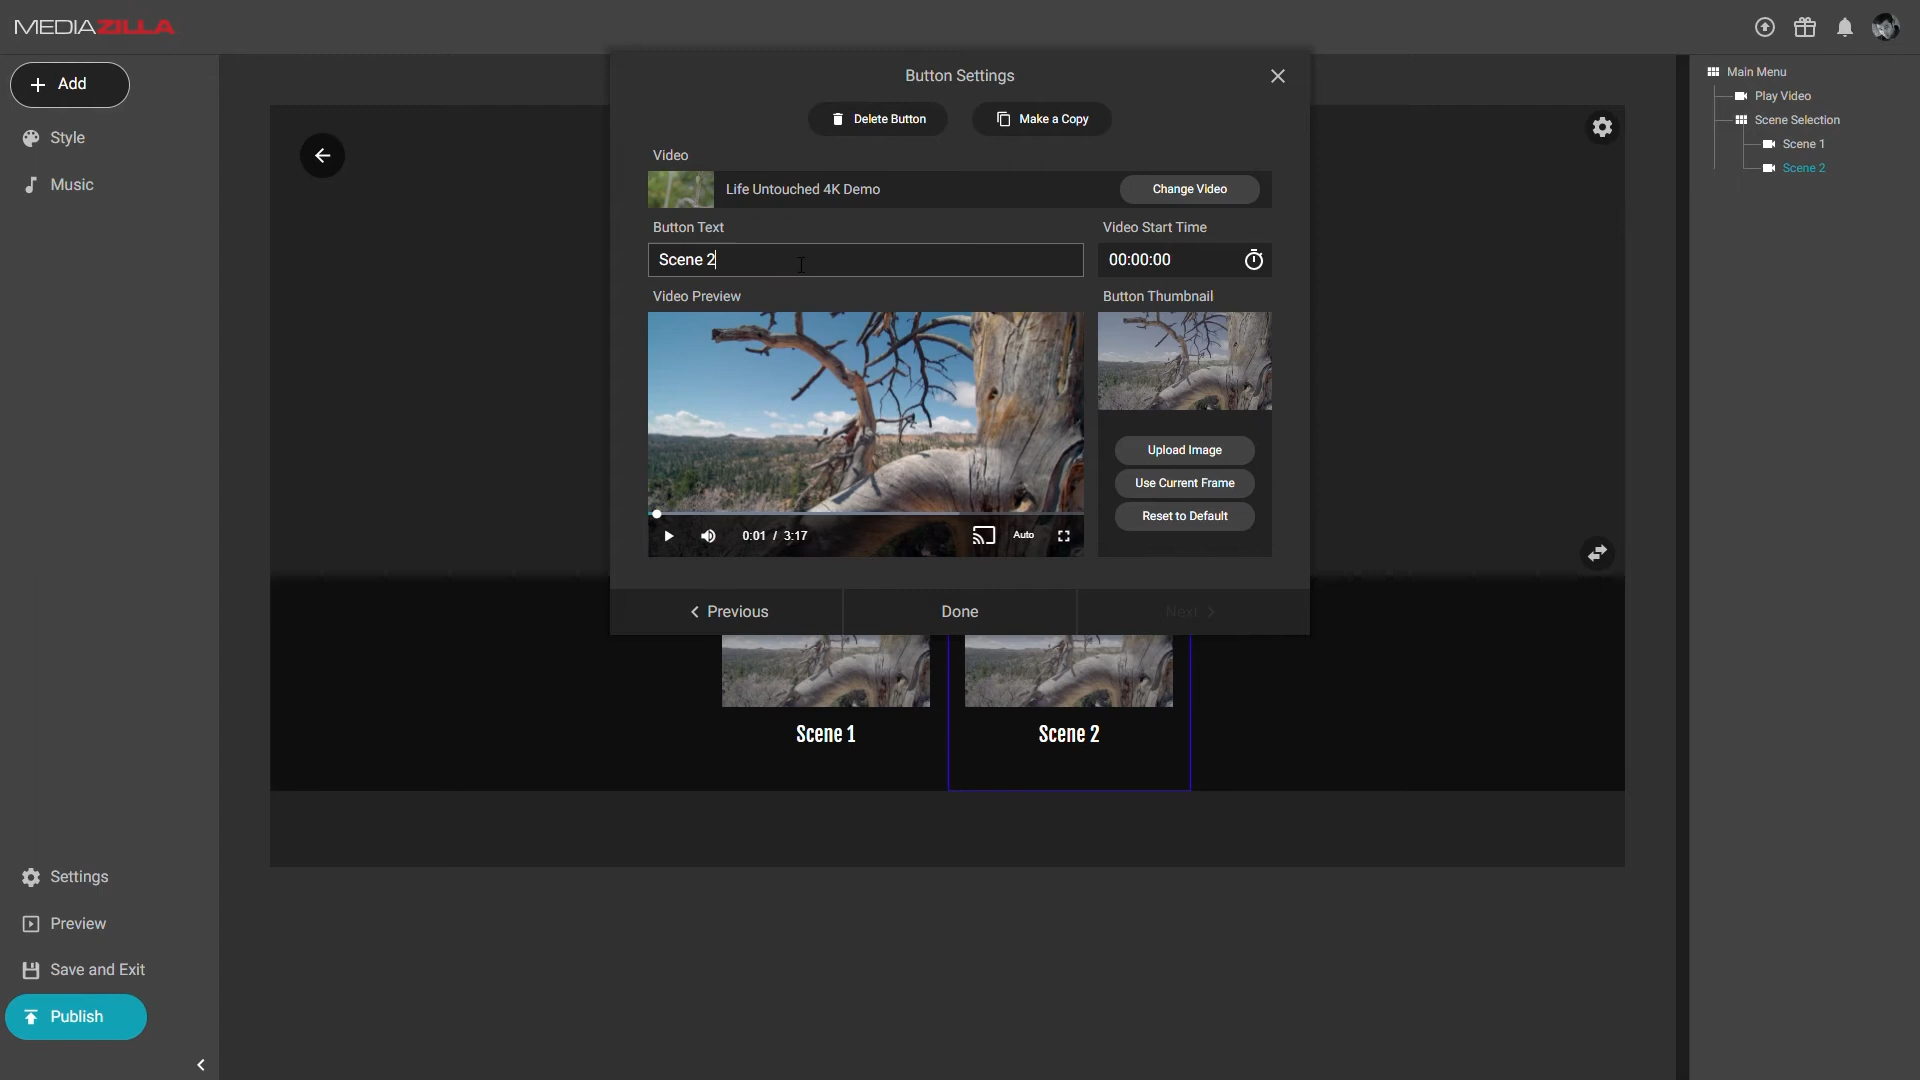 MEDIAZILLA
Add
Style
Music
Settings
Preview
Save and Exit
Publish
Button Settings
Delete Button
Make a Copy
Video
Life Untouched 4K Demo
Change Video
Button Text
Video Start Time
Scene 2
00:00:00
Video Preview
Button Thumbnail
Upload Image
Use Current Frame
Reset to Default
0:01 / 3:17
Auto
Previous
Done
Next
Scene 1
Scene 2
Main Menu
Play Video
Scene Selection
Scene 1
Scene 2